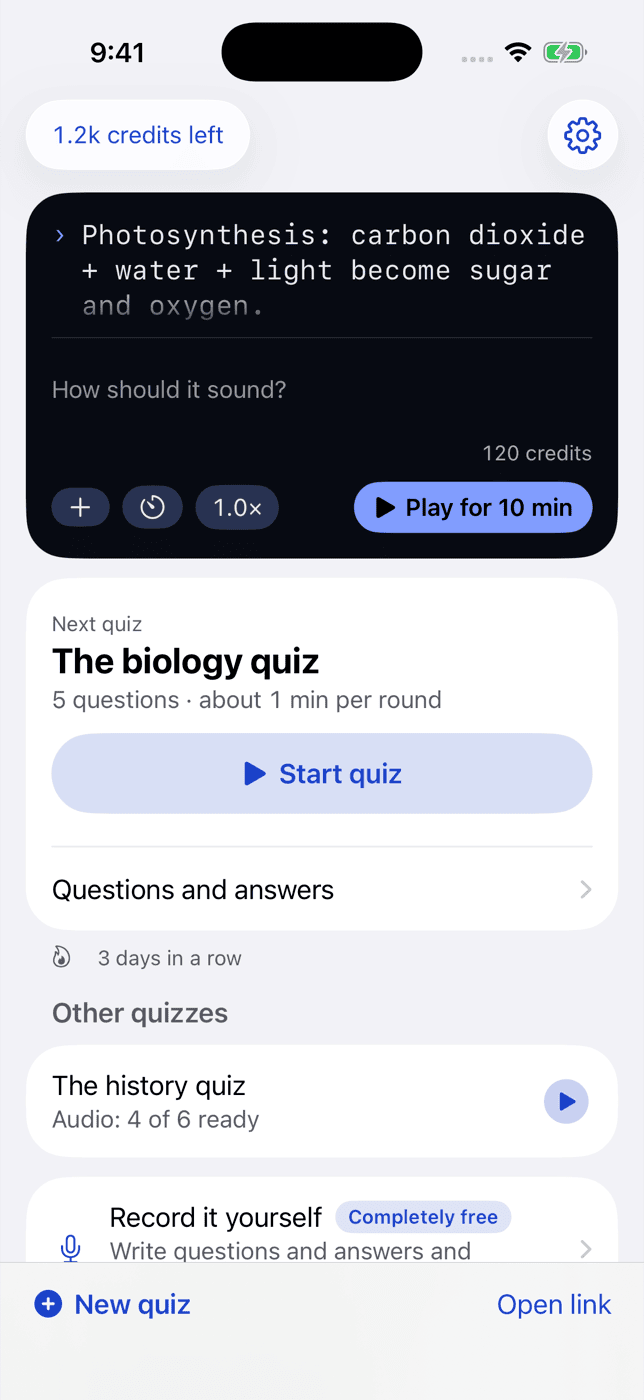 9:41
1.2k credits left
› Photosynthesis: carbon dioxide
+ water + light become sugar
and oxygen.
How should it sound?
120 credits
1.0×
Play for 10 min
Next quiz
The biology quiz
5 questions · about 1 min per round
Start quiz
Questions and answers
3 days in a row
Other quizzes
The history quiz
Audio: 4 of 6 ready
Record it yourself
Completely free
Write questions and answers and
New quiz
Open link